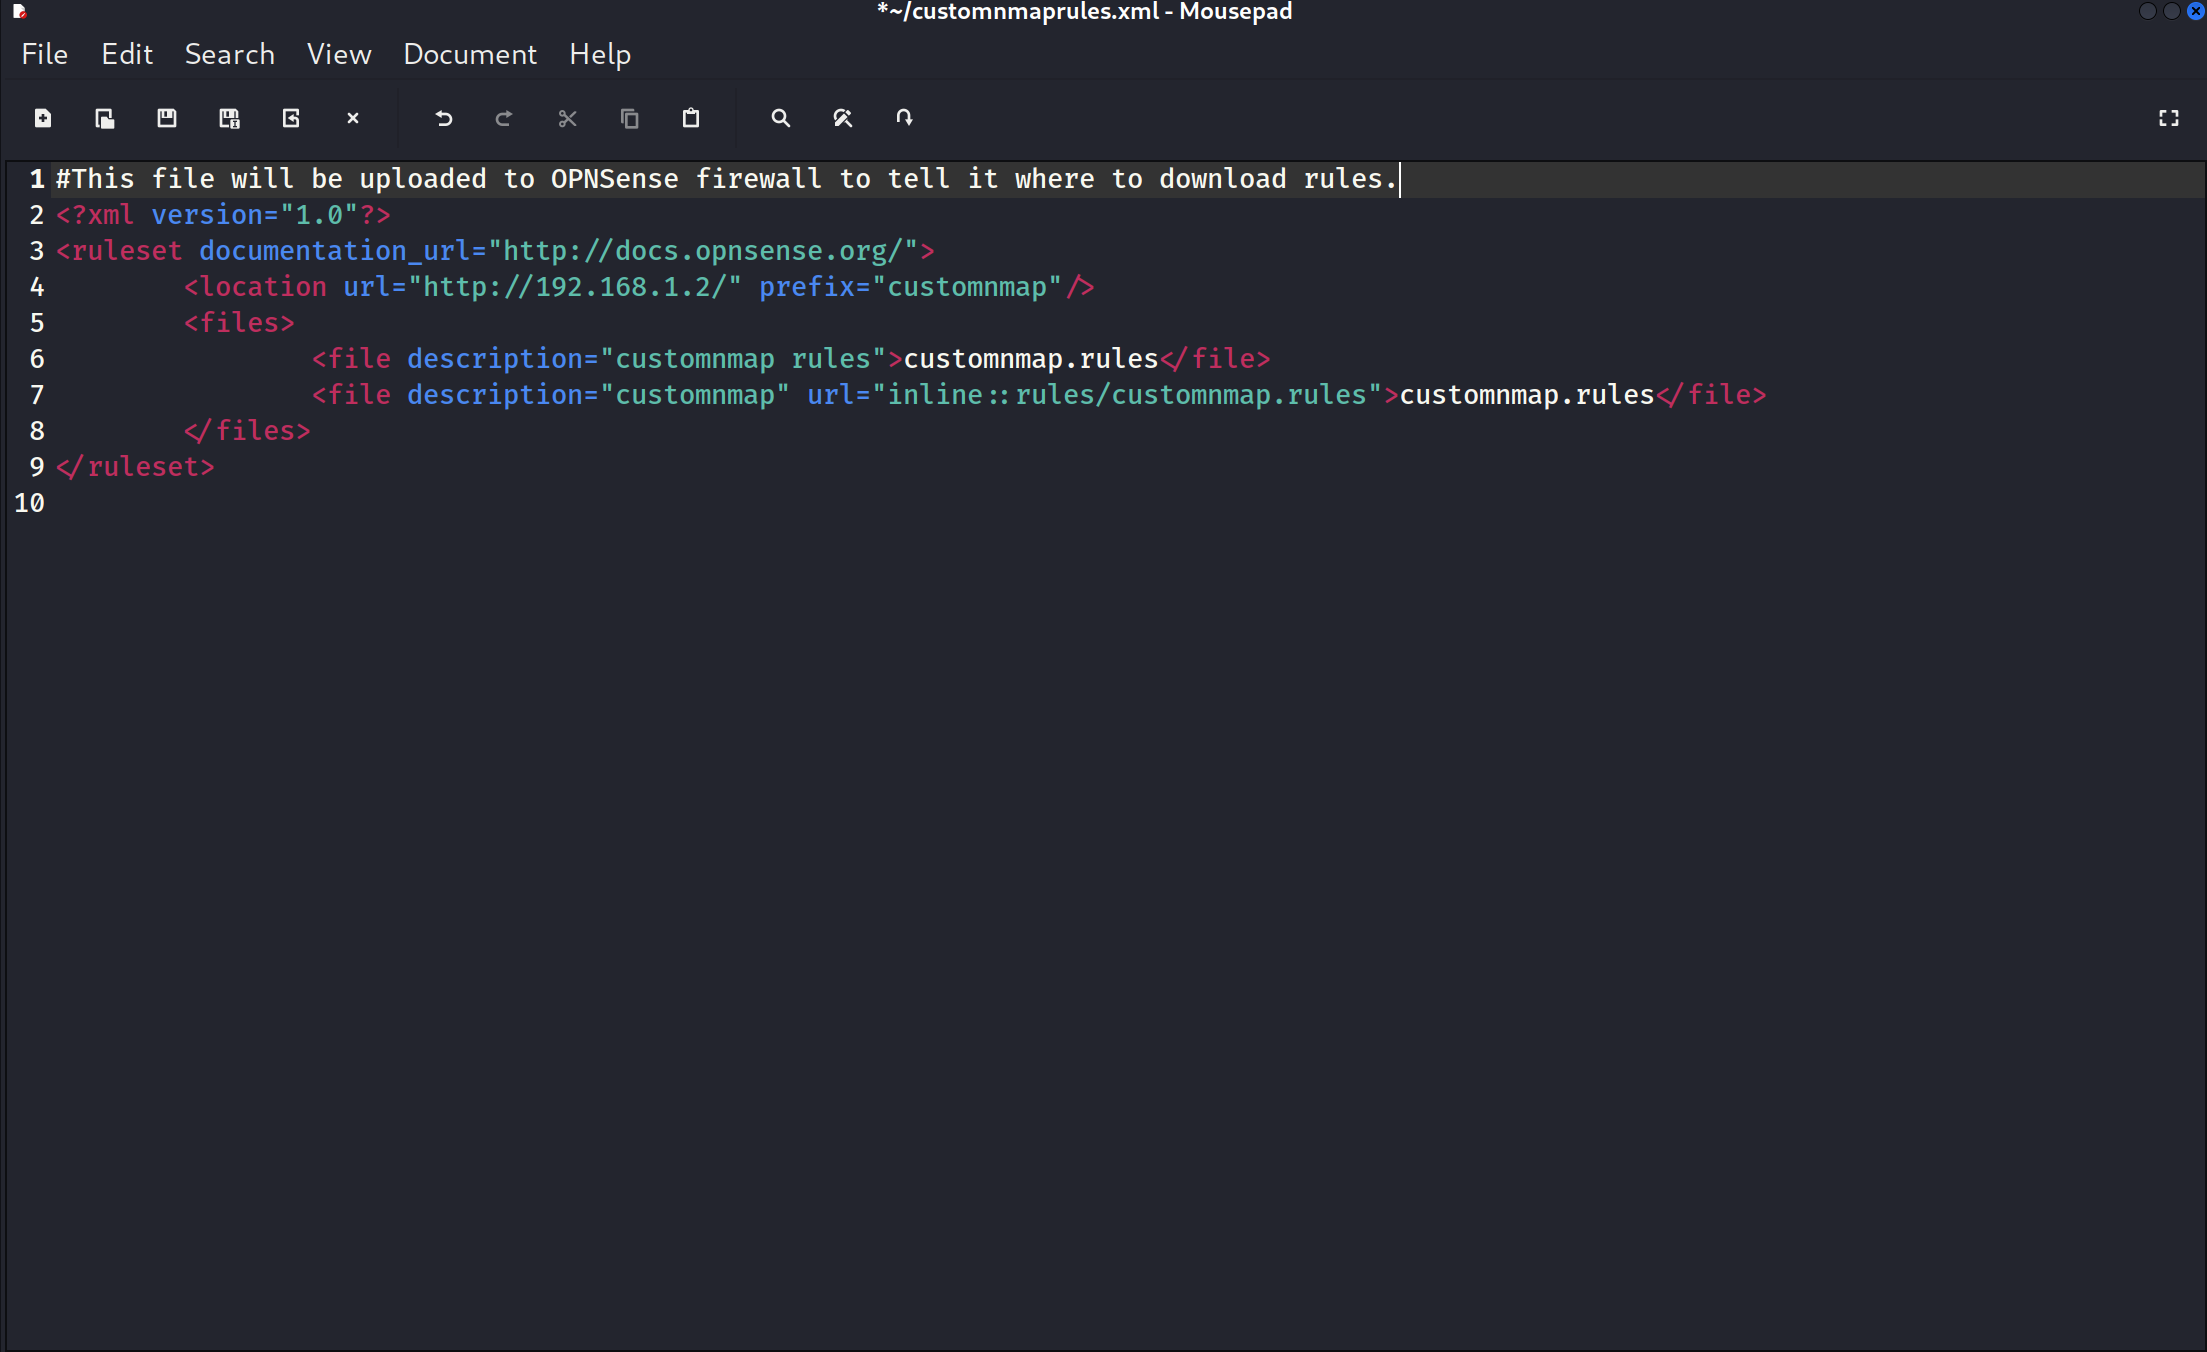 *~/customnmaprules.xml - Mousepad
File Edit Search View Document Help
1 #This file will be uploaded to OPNSense firewall to tell it where to download rules.
2 <?xml version="1.0"?>
3 <ruleset documentation_url="http://docs.opnsense.org/">
4         <location url="http://192.168.1.2/" prefix="customnmap"/>
5         <files>
6                 <file description="customnmap rules">customnmap.rules</file>
7                 <file description="customnmap" url="inline::rules/customnmap.rules">customnmap.rules</file>
8         </files>
9 </ruleset>
10